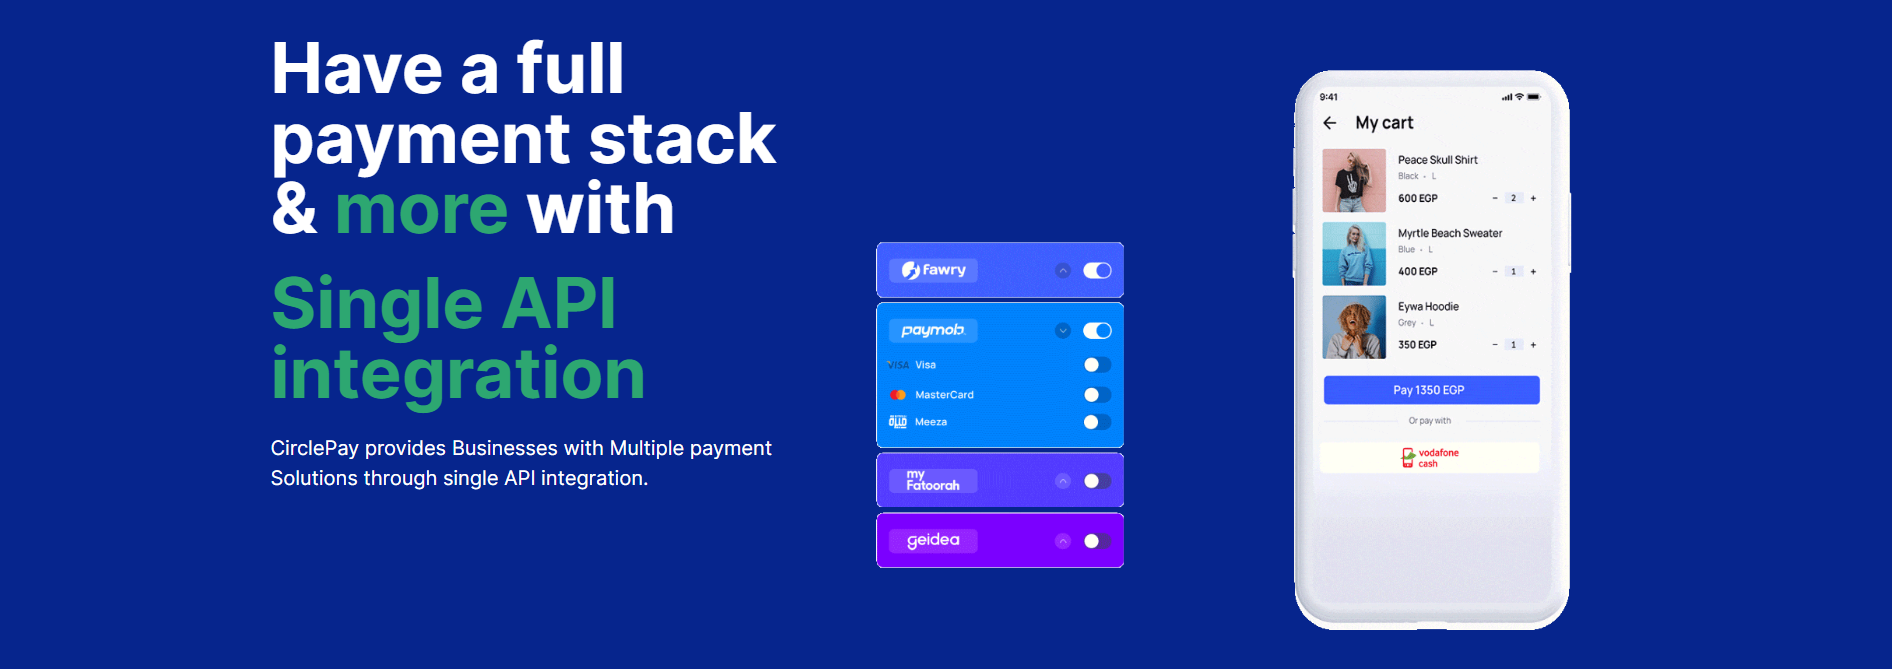 Have a full
payment stack
& more with
Single API
integration
CirclePay provides Businesses with Multiple payment
Solutions through single API integration.
fawry
paymob
VISA Visa
MasterCard
Meeza
my
Fatoorah
geidea
9:41
My cart
Peace Skull Shirt
Black • L
600 EGP - 2 +
Myrtle Beach Sweater
Blue • L
400 EGP - 1 +
Eywa Hoodie
Grey • L
350 EGP - 1 +
Pay 1350 EGP
Or pay with
vodafone
cash